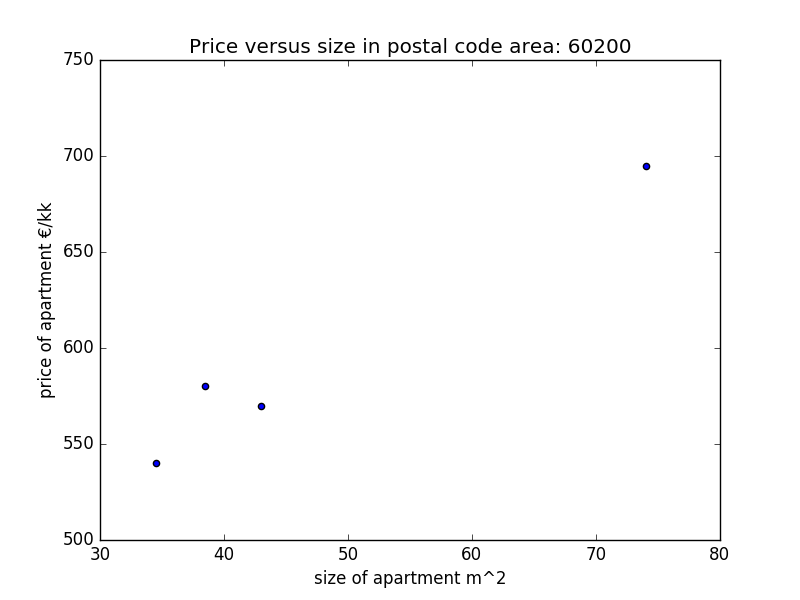 Price versus size in postal code area: 60200
750
700
650
600
550
500
price of apartment €/kk
30 40 50 60 70 80
size of apartment m^2